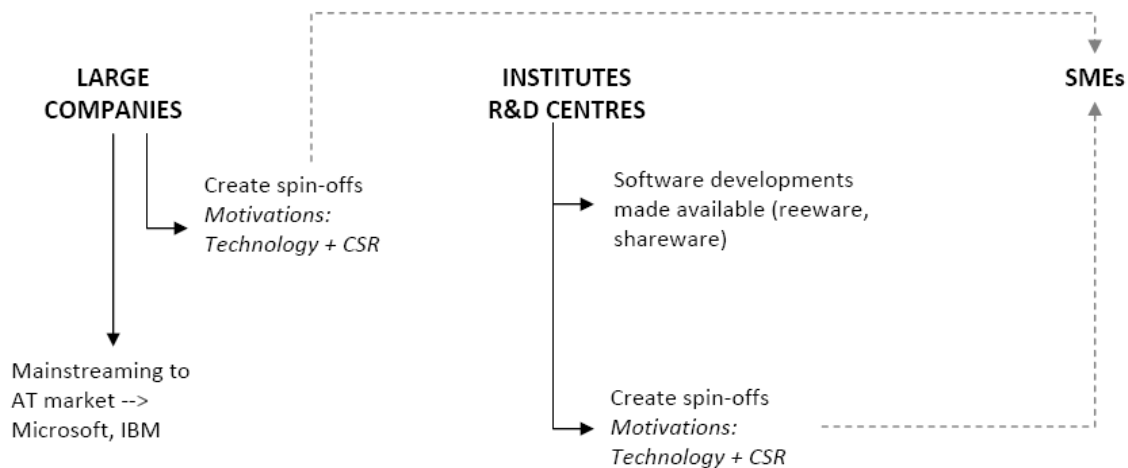 LARGE
COMPANIES
Create spin-offs
Motivations:
Technology + CSR
Mainstreaming to
AT market -->
Microsoft, IBM
INSTITUTES
R&D CENTRES
Software developments
made available (reeware,
shareware)
Create spin-offs
Motivations:
Technology + CSR
SMEs